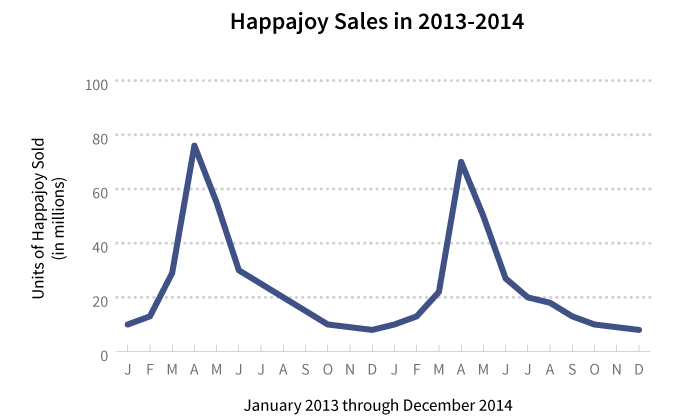 Happajoy Sales in 2013-2014
Units of Happajoy Sold
(in millions)
100
80
60
40
20
0
J F M A M J J A S O N D J F M A M J J A S O N D
January 2013 through December 2014